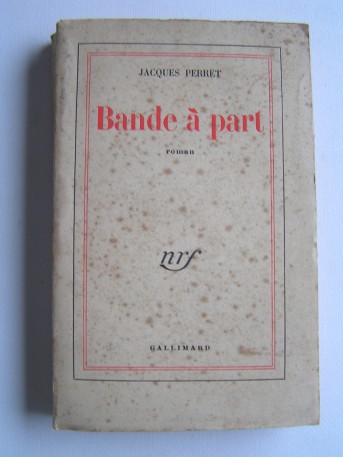 JACQUES PERRET
Bande à part
roman
nrf
GALLIMARD